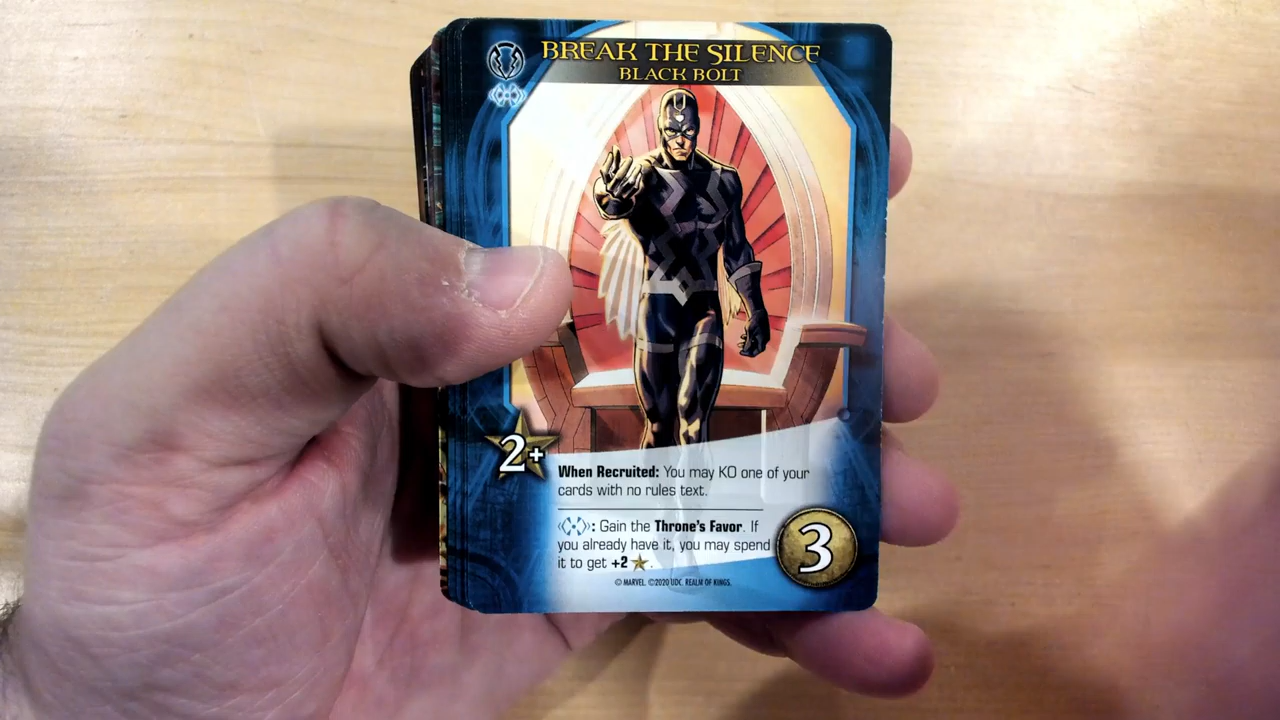 BREAK THE SILENCE
BLACK BOLT
2+
When Recruited: You may KO one of your
cards with no rules text.
: Gain the Throne's Favor. If
you already have it, you may spend
it to get +2 .
3
© MARVEL. ©2020 UDC. REALM OF KINGS.